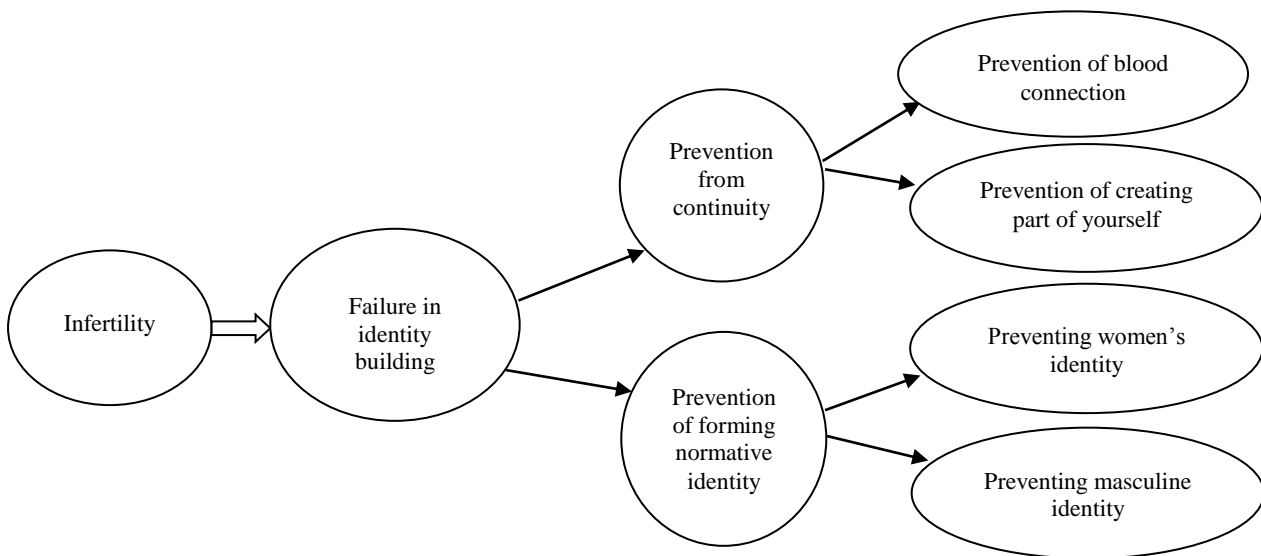 Infertility
Failure in
identity
building
Prevention
from
continuity
Prevention of blood
connection
Prevention of creating
part of yourself
Prevention
of forming
normative
identity
Preventing women’s
identity
Preventing masculine
identity